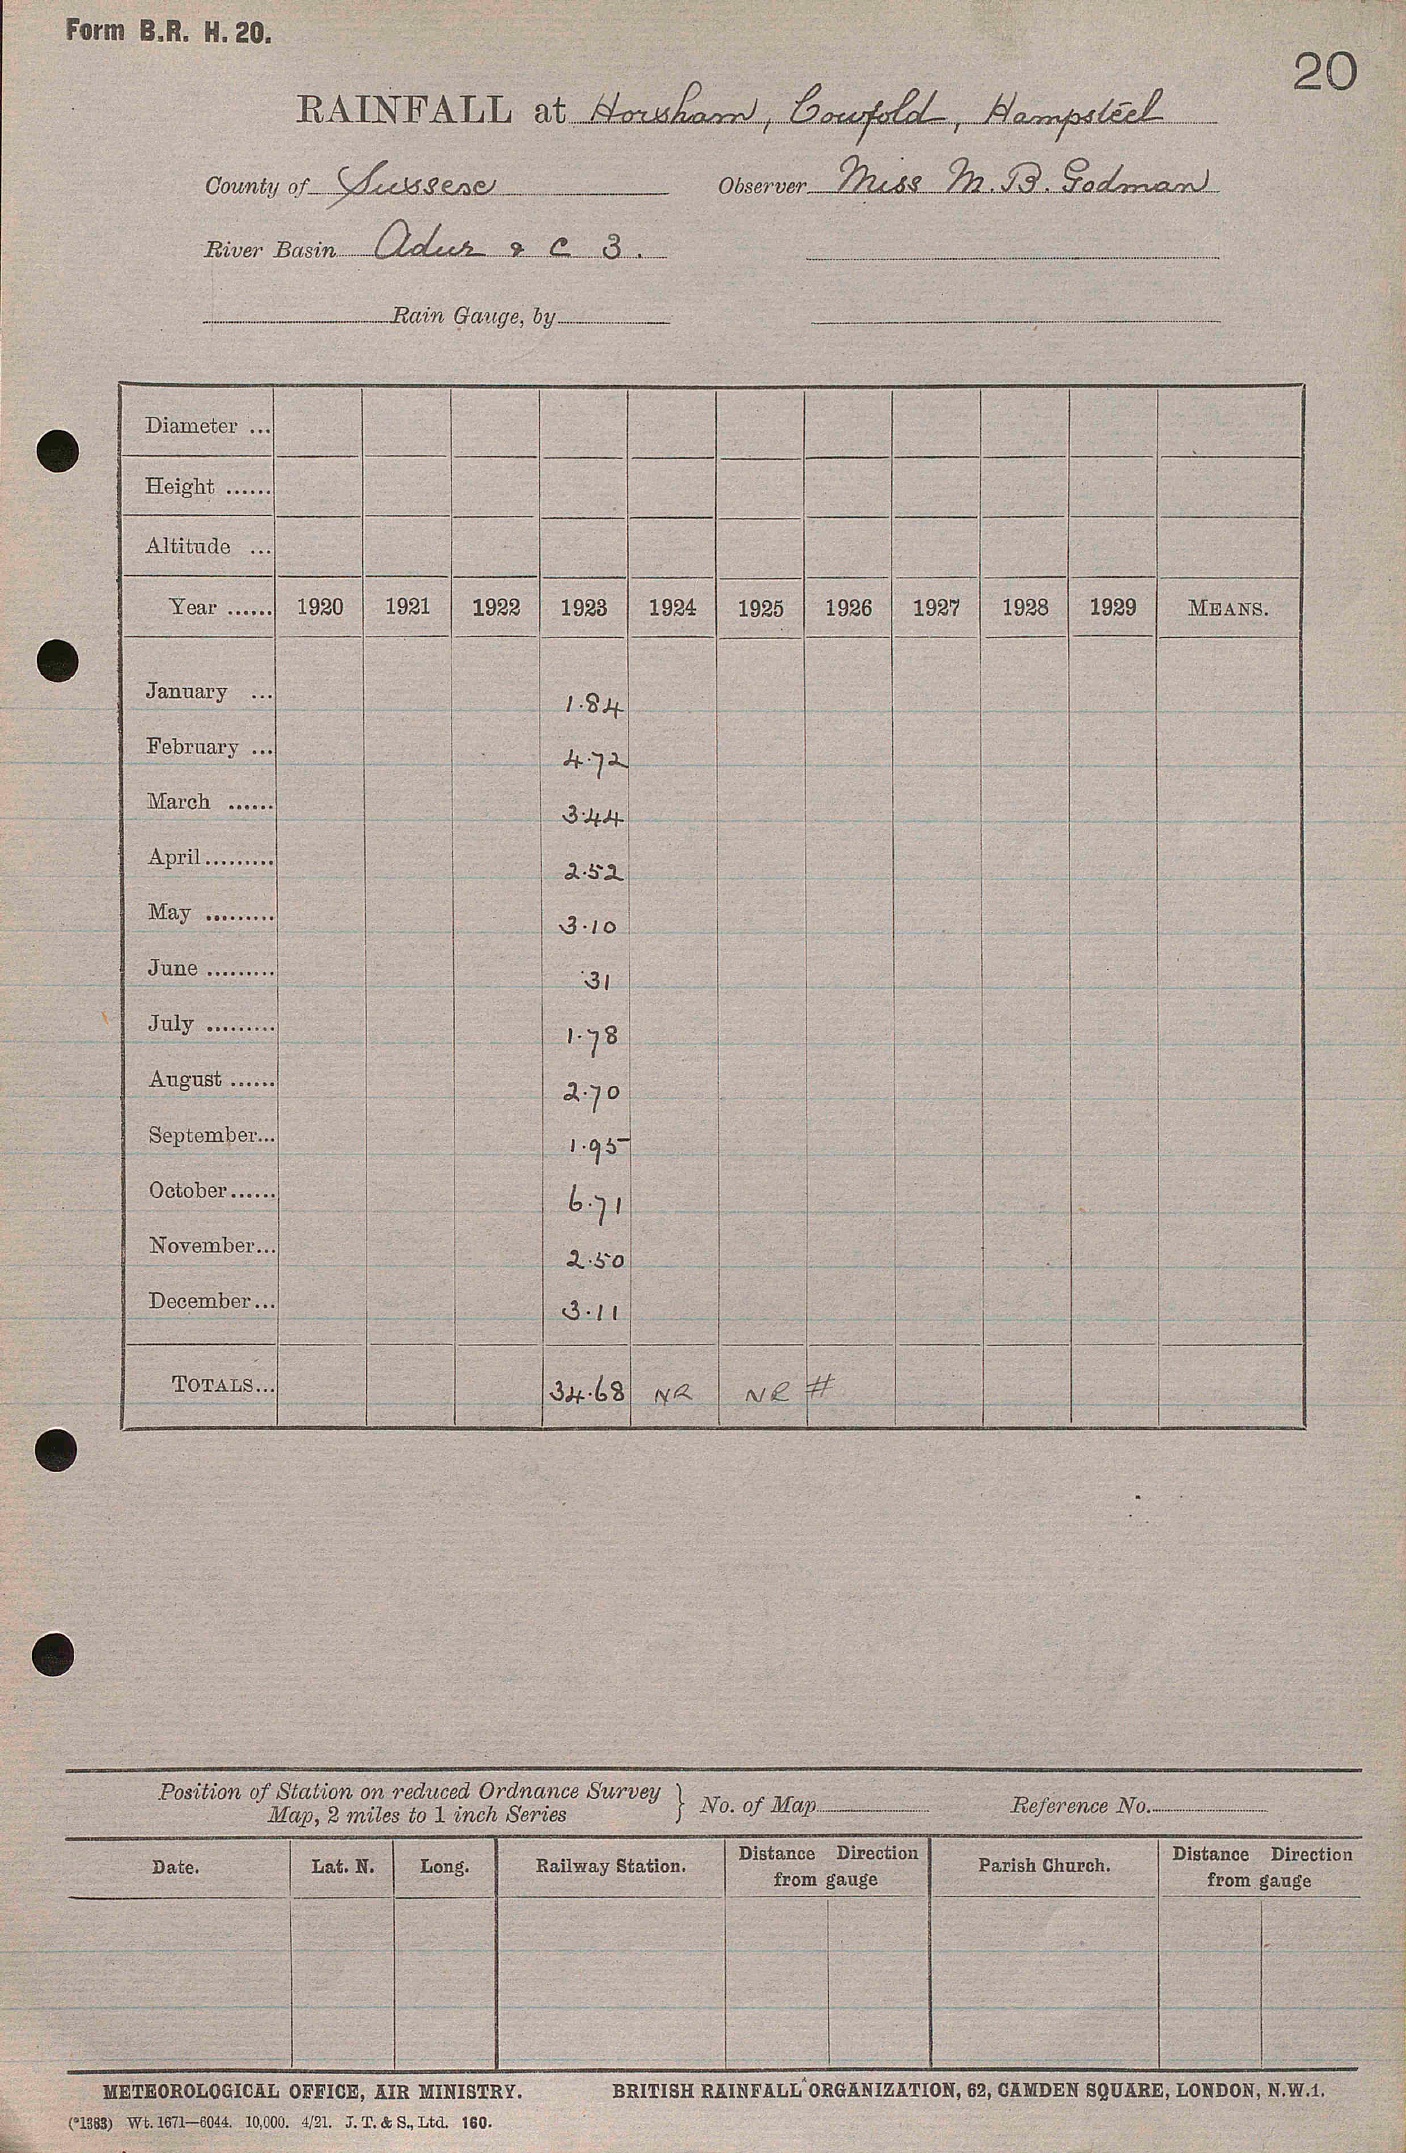 Form B.R. H. 20.
20
RAINFALL at Horsham, Cowfold, Hampsteel
County of Sussex Observer Miss M. B. Godman
River Basin Adur & C 3.
Rain Gauge, by
Diameter ...
Height ......
Altitude ...
Year ...... 1920 1921 1922 1923 1924 1925 1926 1927 1928 1929 MEANS.
January ... 1.84
February ... 4.72
March ...... 3.44
April ......... 2.52
May ......... 3.10
June ......... .31
July ......... 1.78
August ...... 2.70
September... 1.95
October...... 6.71
November... 2.50
December... 3.11
TOTALS... 34.68 NR NR #
Position of Station on reduced Ordnance Survey
Map, 2 miles to 1 inch Series } No. of Map Reference No.
Date. Lat. N. Long. Railway Station. Distance Direction from gauge Parish Church. Distance Direction from gauge
METEOROLOGICAL OFFICE, AIR MINISTRY. BRITISH RAINFALL ORGANIZATION, 62, CAMDEN SQUARE, LONDON, N.W.1.
(*1383) Wt. 1671—6044. 10,000. 4/21. J. T. & S., Ltd. 160.